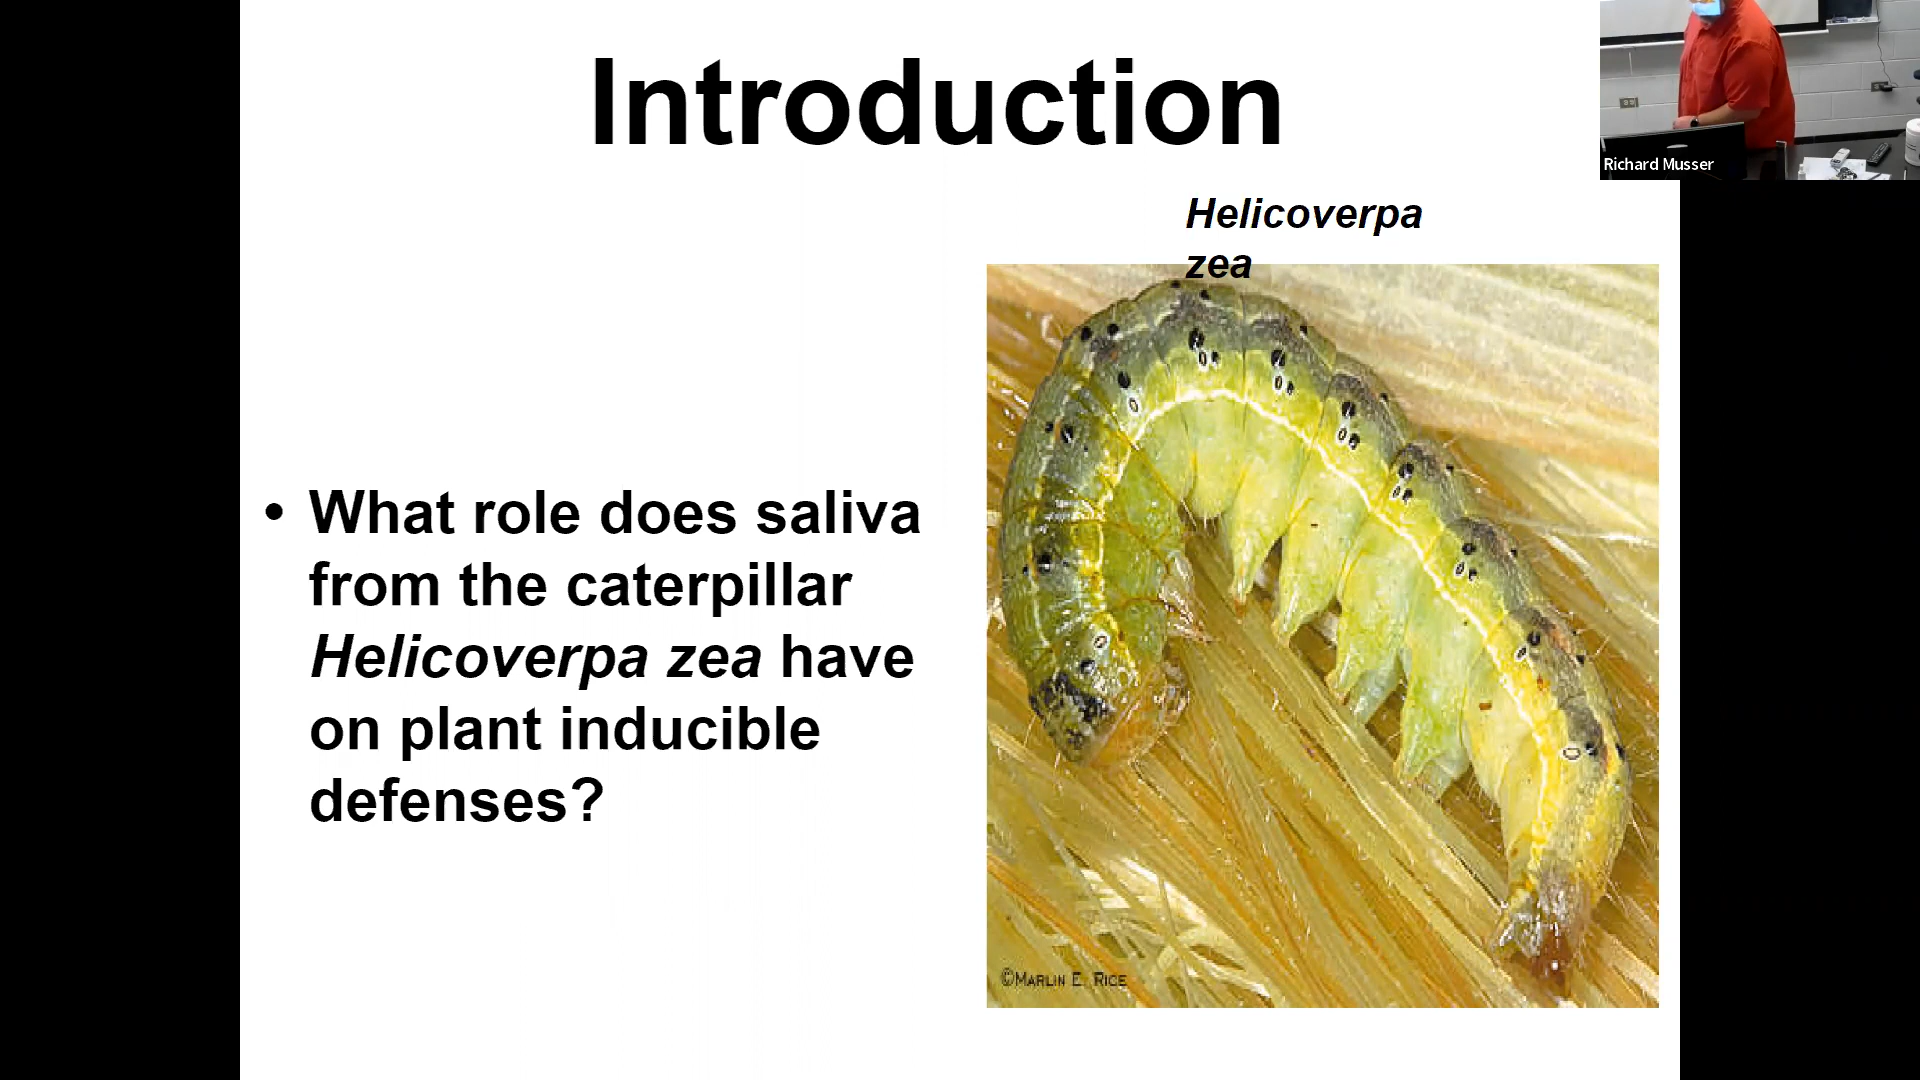 Introduction
Richard Musser
Helicoverpa
zea
• What role does saliva
from the caterpillar
Helicoverpa zea have
on plant inducible
defenses?
©Marlin E. Rice